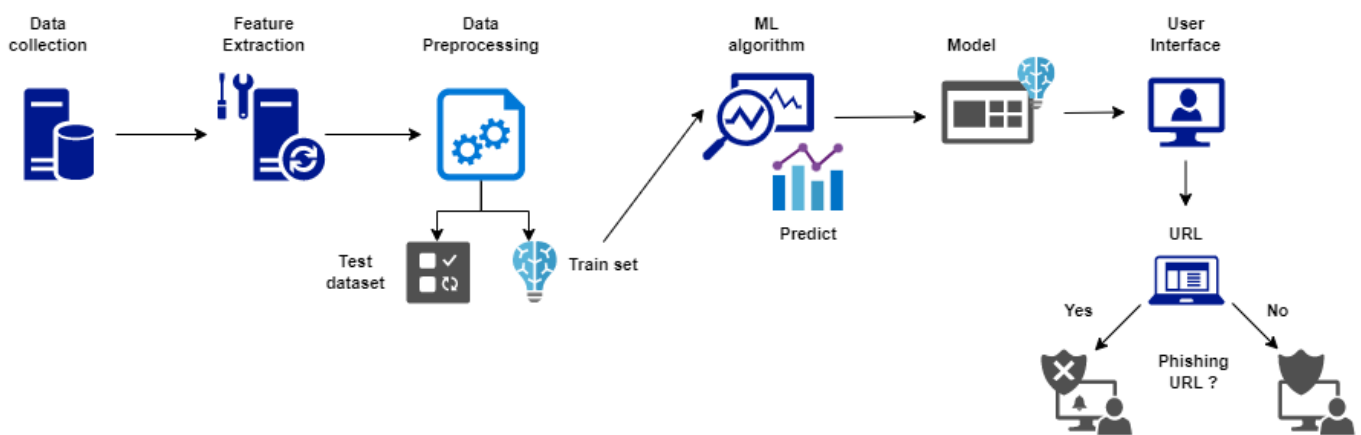 Data
collection
Feature
Extraction
Data
Preprocessing
ML
algorithm
Model
User
Interface
Predict
Test
dataset
Train set
URL
Yes
No
Phishing
URL ?